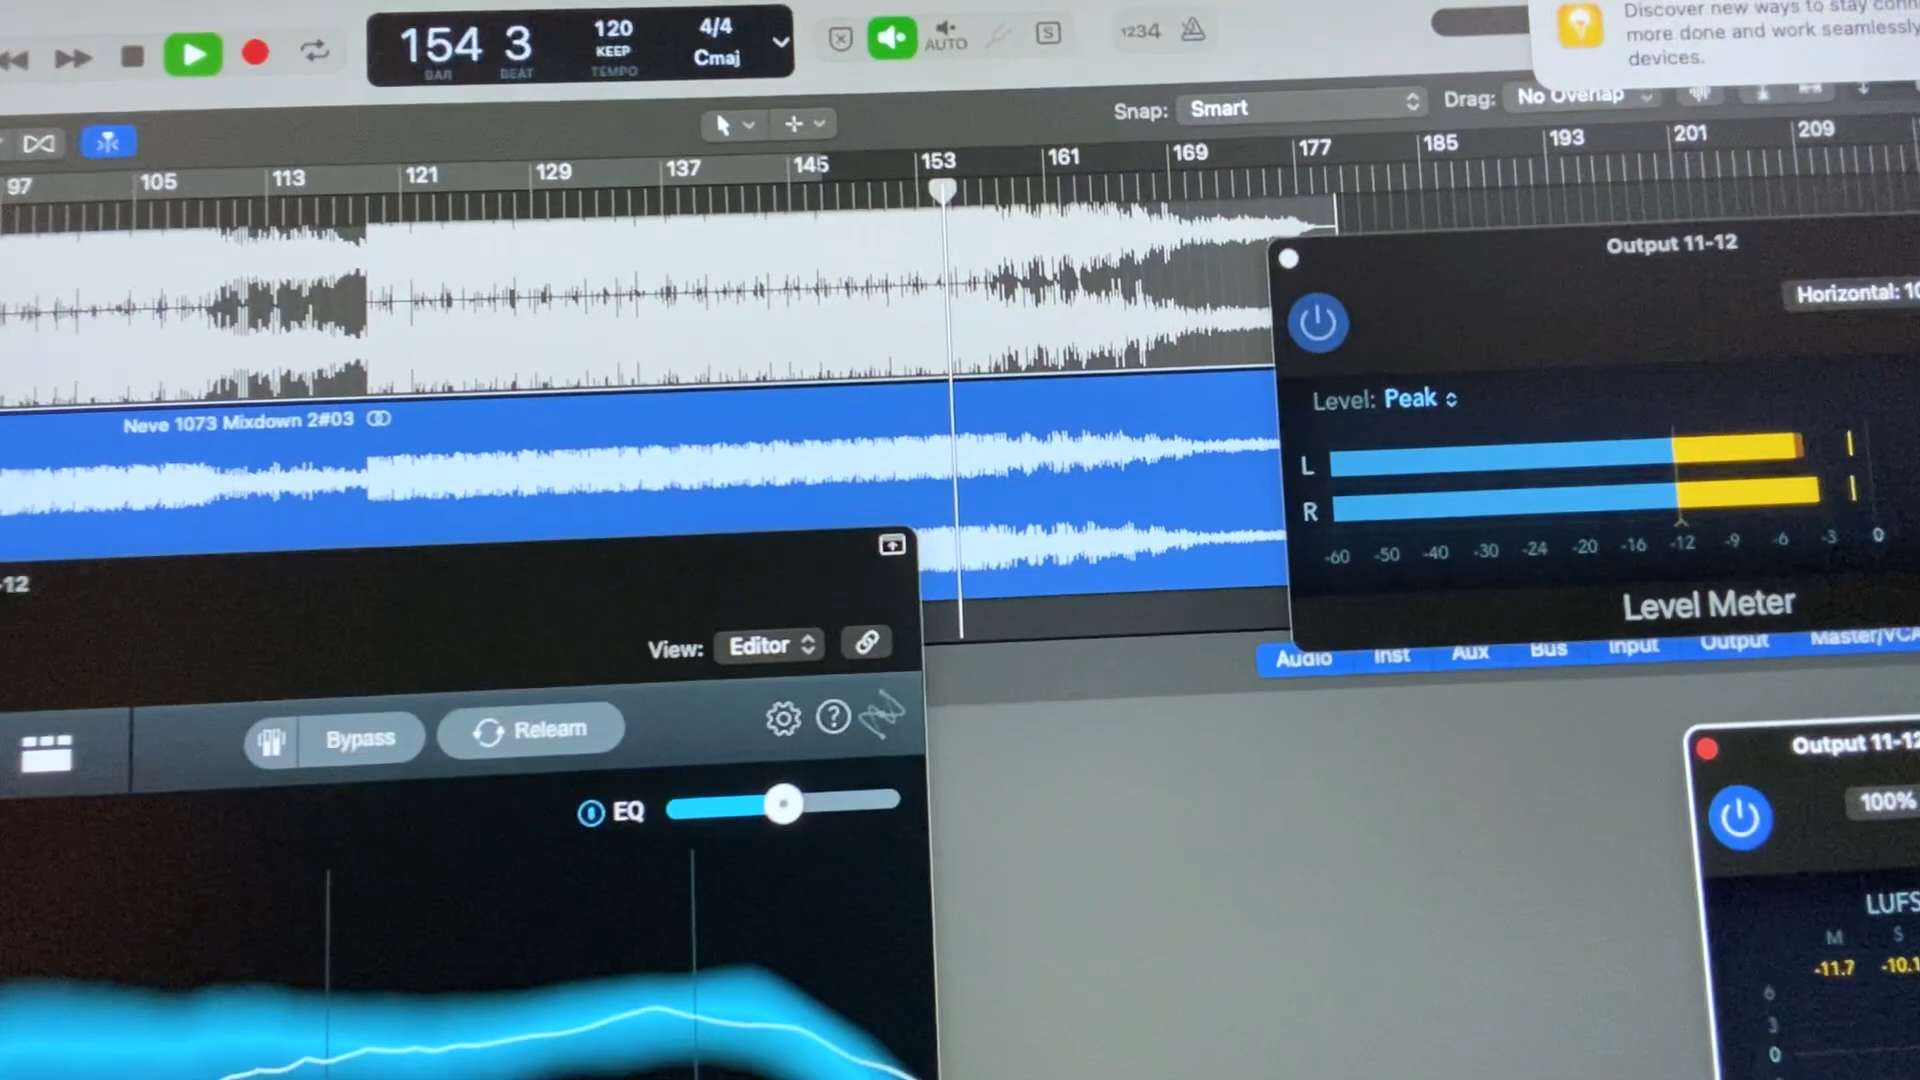 154 3
BAR BEAT
120
KEEP
TEMPO
4/4
Cmaj
AUTO
S
1234
Discover new ways to stay
more done and work seamlessly
devices.
Snap: Smart
Drag: No Overlap
97 105 113 121 129 137 145 153 161 169 177 185 193 201 209
Output 11-12
Horizontal:
Level: Peak
L
R
-60 -50 -40 -30 -24 -20 -16 -12 -9 -6 -3 0
Level Meter
Neve 1073 Mixdown 2#03
-12
View: Editor
Audio Inst Aux Bus Input Output Master/VCA
Bypass
Relearn
?
EQ
Output 11-12
100%
LUFS
M S
-11.7 -10.1
6
3
0